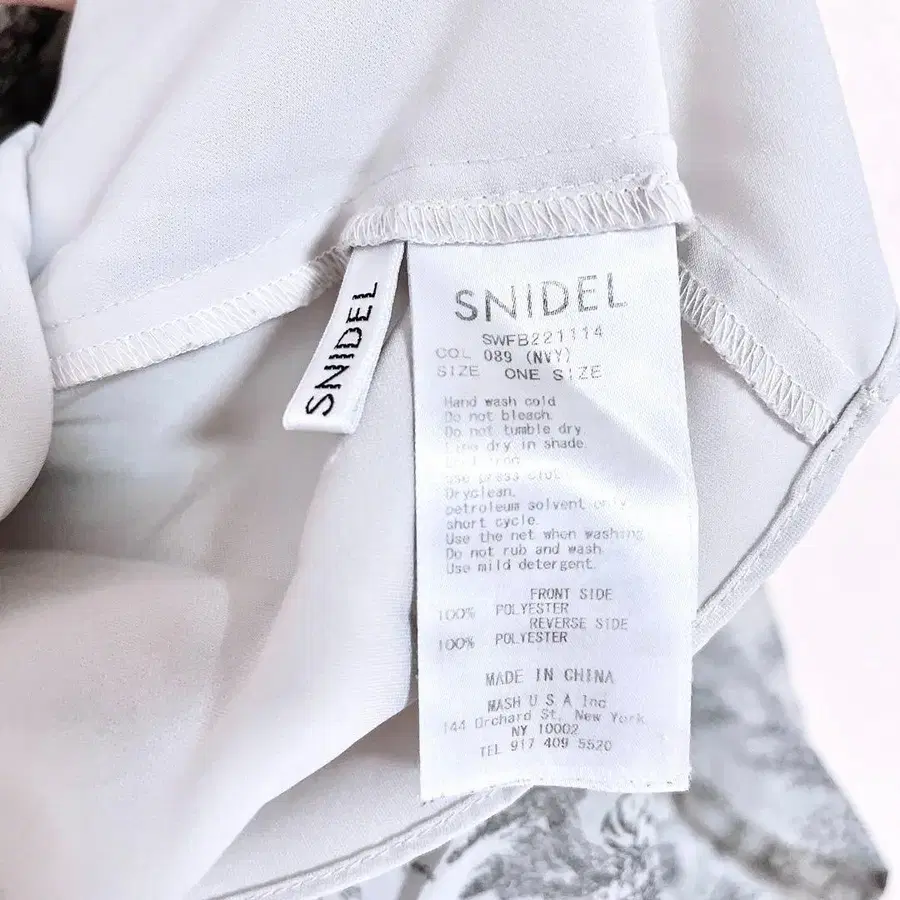 SNIDEL
SNIDEL
SWFB221114
COL 089 (NVY)
SIZE ONE SIZE
Hand wash cold
Do not bleach.
Do not tumble dry.
Line dry in shade.
use press
Dryclean.
petroleum solvent only
short cycle.
Use the net when washing
Do not rub and wash
Use mild detergent.
FRONT SIDE
100% POLYESTER
REVERSE SIDE
100% POLYESTER
MADE IN CHINA
MASH U S A Inc
144 Orchard St, New York
NY 10002
TEL 917 409 5520